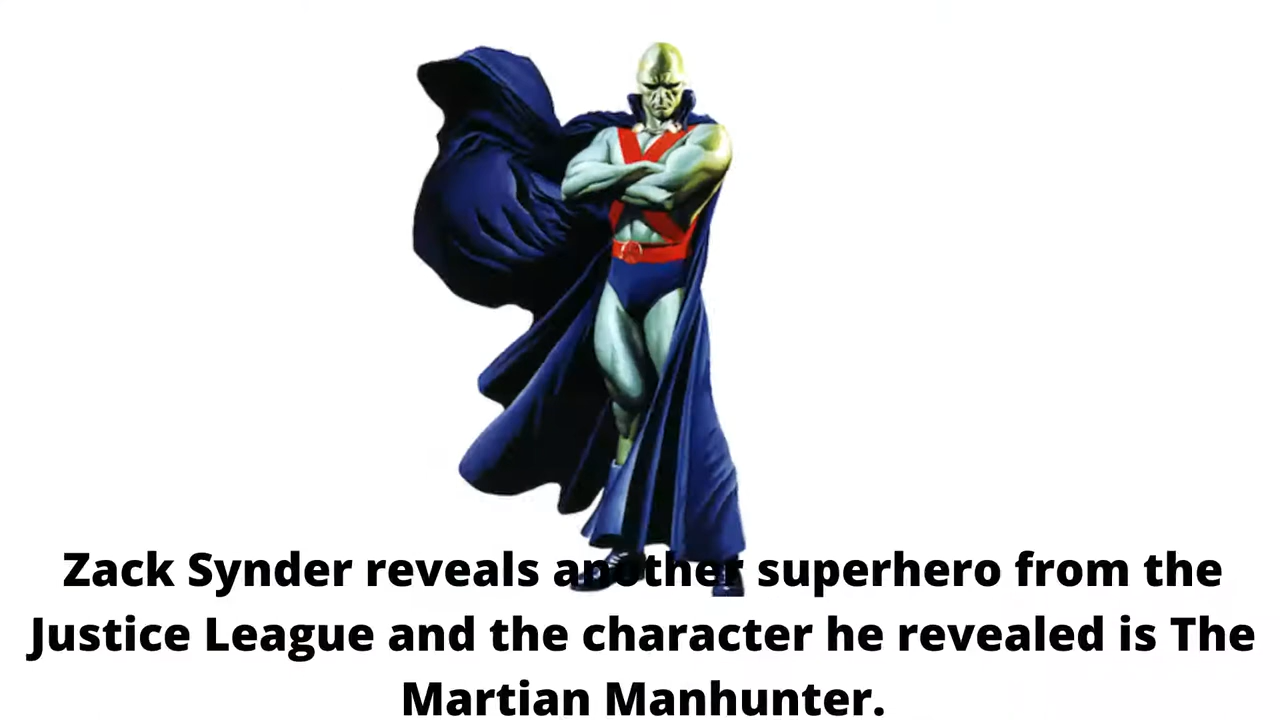 Zack Synder reveals another superhero from the
Justice League and the character he revealed is The
Martian Manhunter.